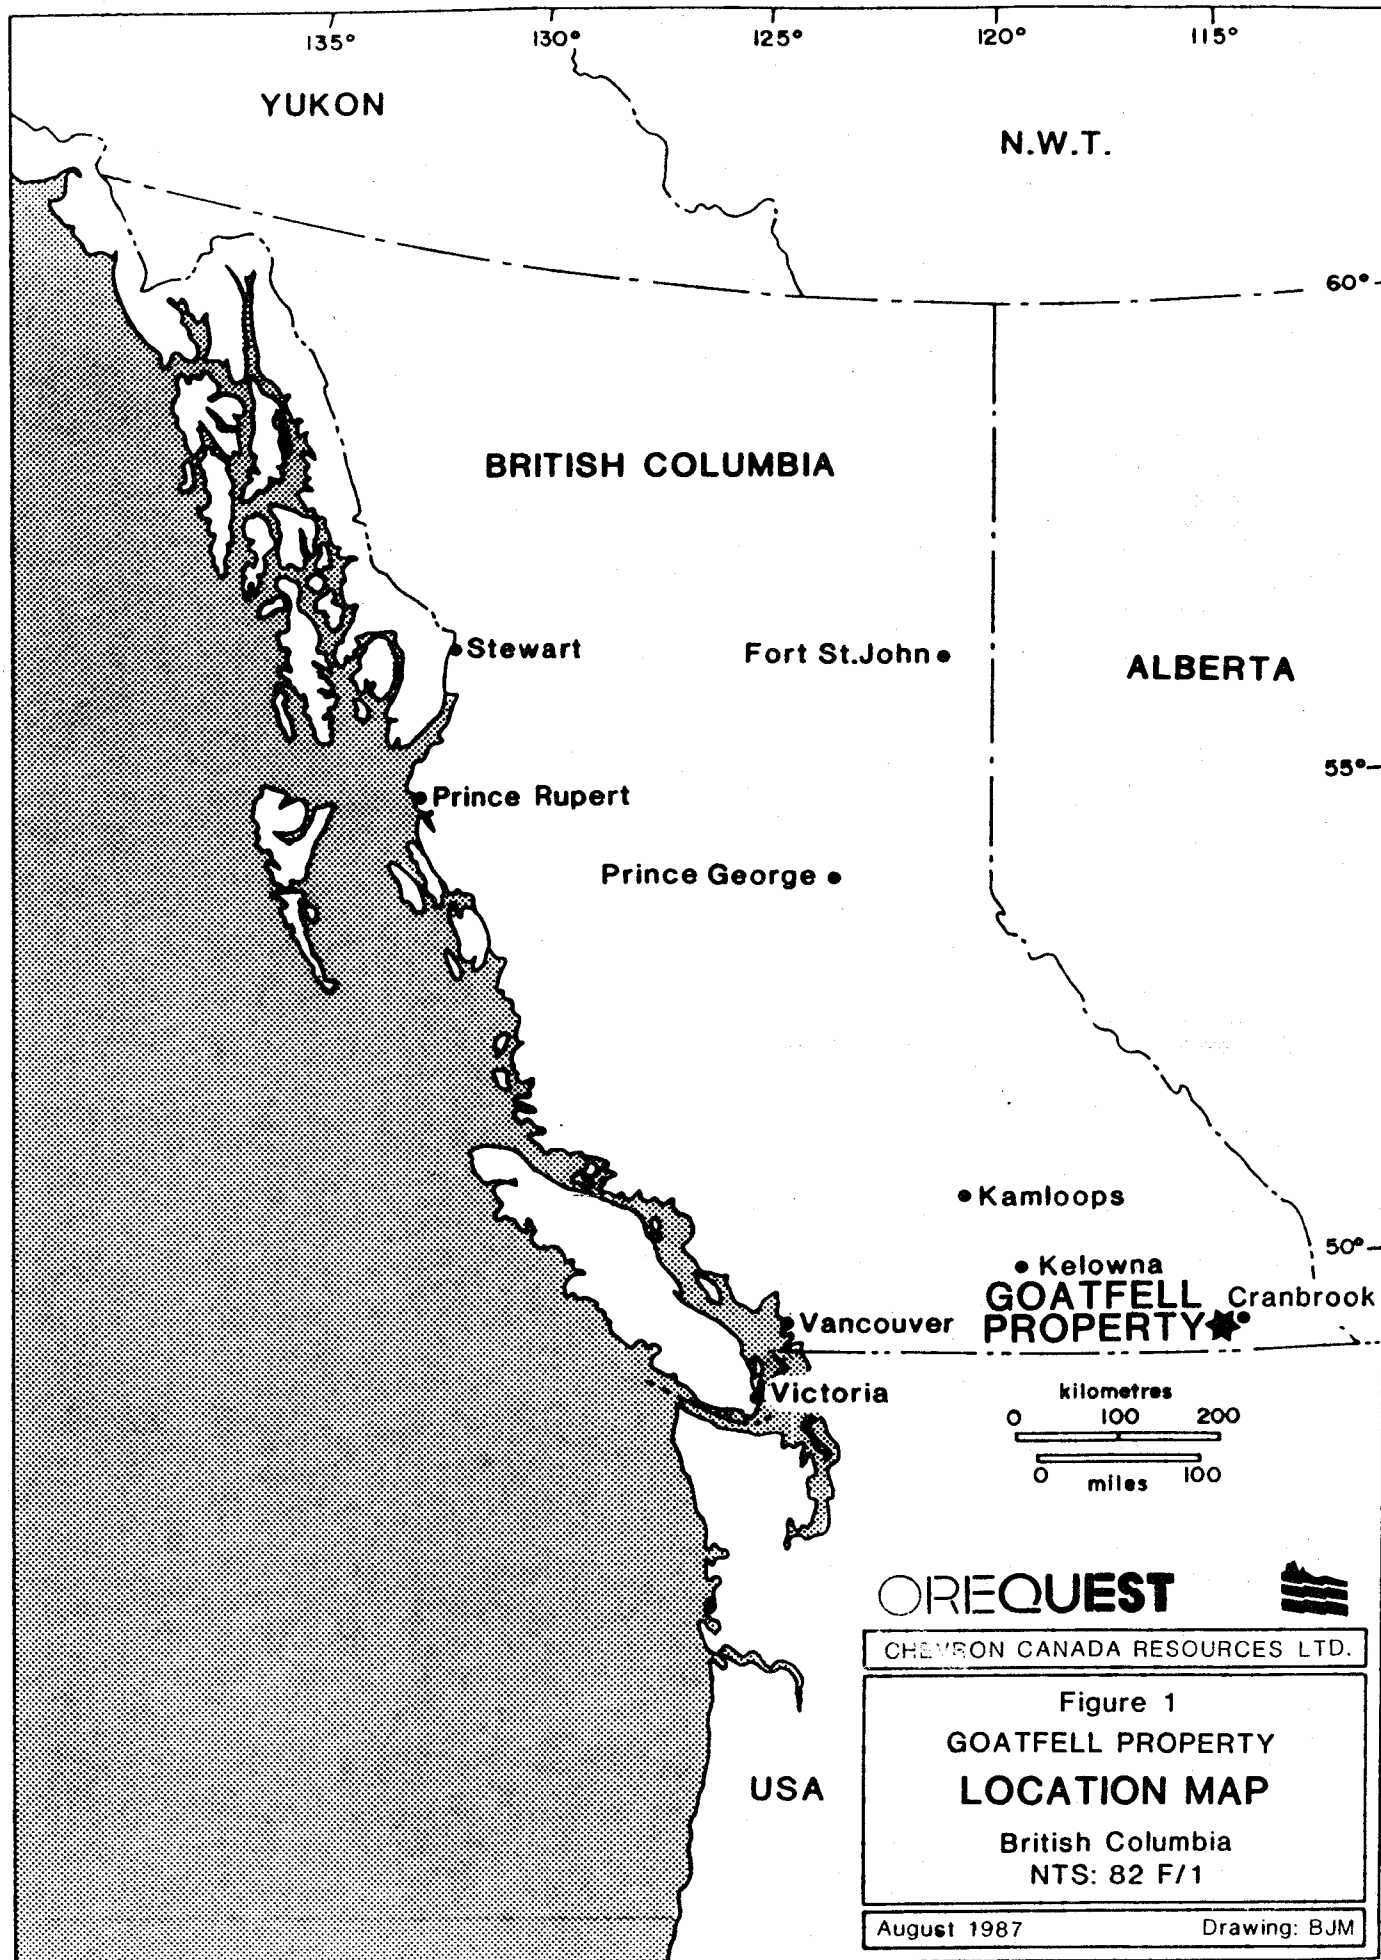 135° 130° 125° 120° 115°
YUKON
N.W.T.
60°
BRITISH COLUMBIA
Stewart
Fort St.John
ALBERTA
55°
Prince Rupert
Prince George
Kamloops
50°
Kelowna
GOATFELL
PROPERTY
Cranbrook
Vancouver
Victoria
kilometres
0 100 200
0 100
miles
OREQUEST
CHEVRON CANADA RESOURCES LTD.
Figure 1
GOATFELL PROPERTY
LOCATION MAP
USA
British Columbia
NTS: 82 F/1
August 1987 Drawing: BJM